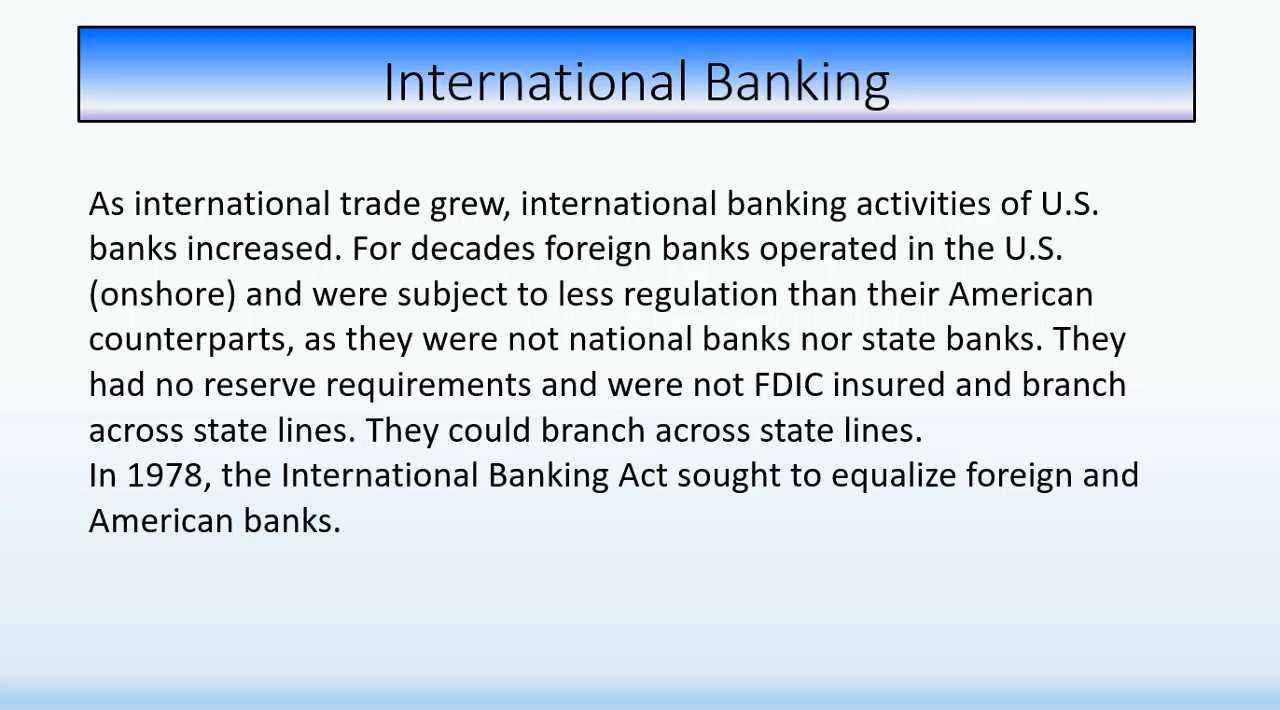 International Banking
As international trade grew, international banking activities of U.S.
banks increased. For decades foreign banks operated in the U.S.
(onshore) and were subject to less regulation than their American
counterparts, as they were not national banks nor state banks. They
had no reserve requirements and were not FDIC insured and branch
across state lines. They could branch across state lines.
In 1978, the International Banking Act sought to equalize foreign and
American banks.